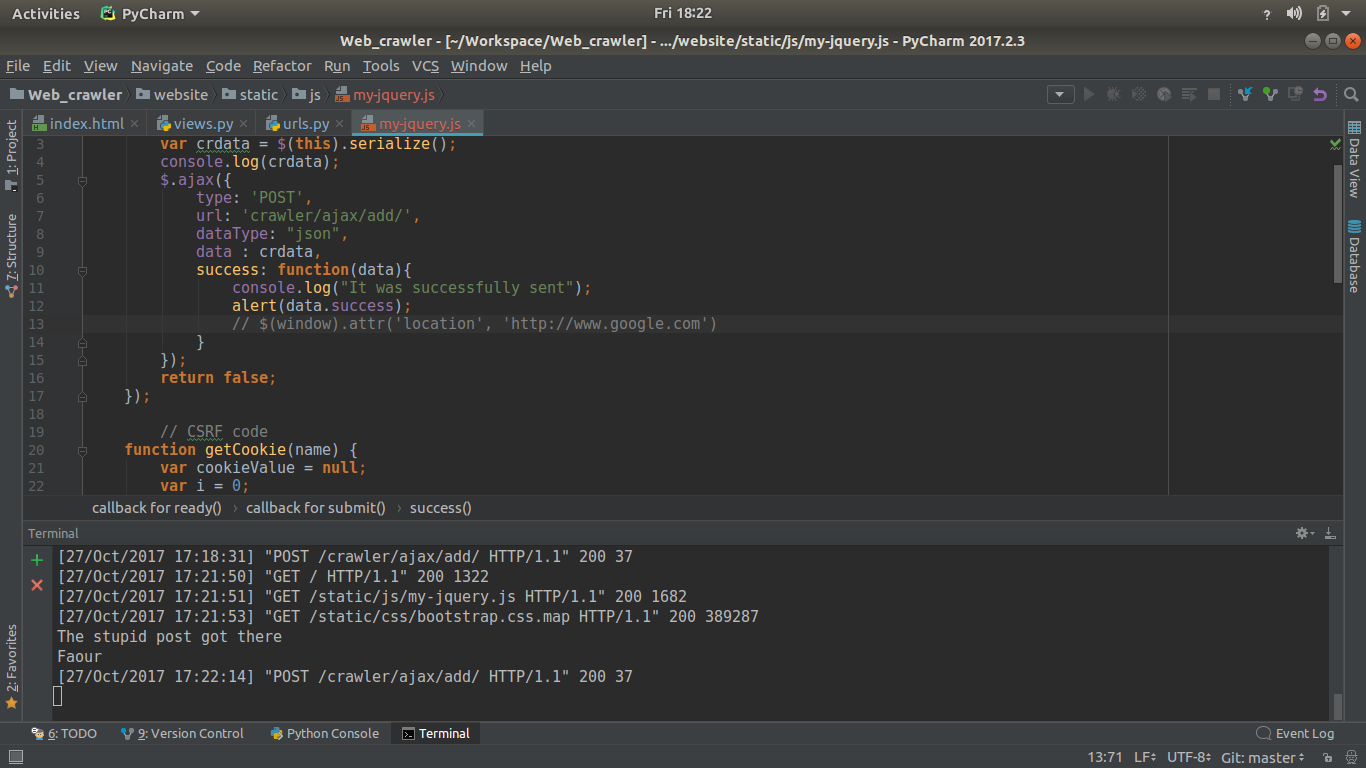 Activities PyCharm Fri 18:22 ?
Web_crawler - [~/Workspace/Web_crawler] - .../website/static/js/my-jquery.js - PyCharm 2017.2.3
File Edit View Navigate Code Refactor Run Tools VCS Window Help
Web_crawler website static js my-jquery.js
index.html × views.py × urls.py × my-jquery.js ×
1: Project
7: Structure
2: Favorites
Data View
Database
3 var crdata = $(this).serialize();
4 console.log(crdata);
5 $.ajax({
6 type: 'POST',
7 url: 'crawler/ajax/add/',
8 dataType: "json",
9 data : crdata,
10 success: function(data){
11 console.log("It was successfully sent");
12 alert(data.success);
13 // $(window).attr('location', 'http://www.google.com')
14 }
15 });
16 return false;
17 });
18
19 // CSRF code
20 function getCookie(name) {
21 var cookieValue = null;
22 var i = 0;
callback for ready() › callback for submit() › success()
Terminal
[27/Oct/2017 17:18:31] "POST /crawler/ajax/add/ HTTP/1.1" 200 37
[27/Oct/2017 17:21:50] "GET / HTTP/1.1" 200 1322
[27/Oct/2017 17:21:51] "GET /static/js/my-jquery.js HTTP/1.1" 200 1682
[27/Oct/2017 17:21:53] "GET /static/css/bootstrap.css.map HTTP/1.1" 200 389287
The stupid post got there
Faour
[27/Oct/2017 17:22:14] "POST /crawler/ajax/add/ HTTP/1.1" 200 37
6: TODO 9: Version Control Python Console Terminal Event Log
13:71 LF UTF-8 Git: master